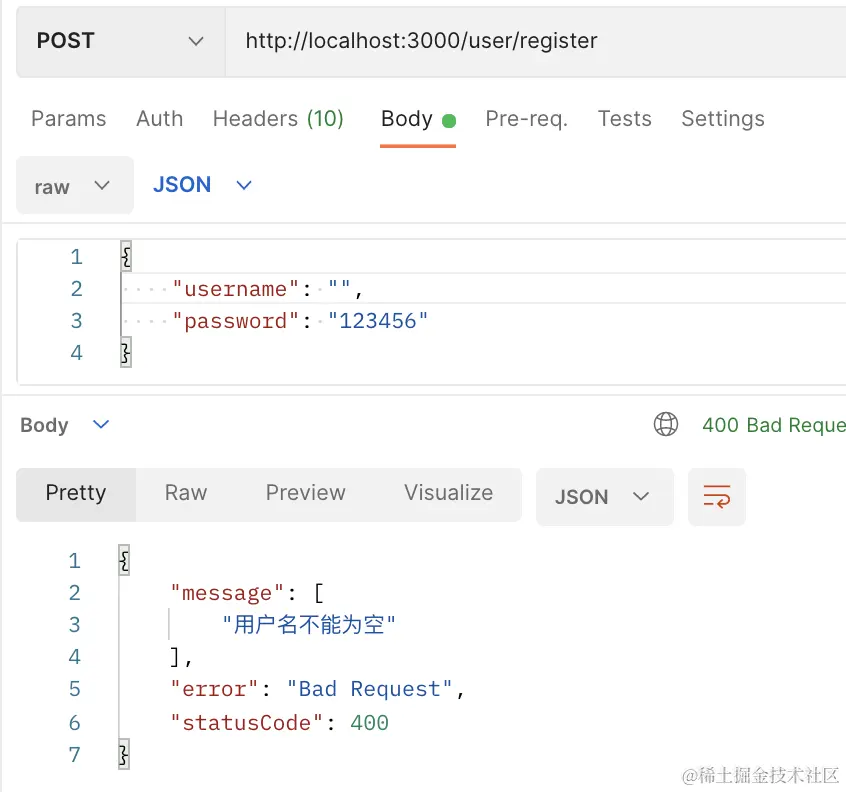 POST http://localhost:3000/user/register
Params Auth Headers (10) Body Pre-req. Tests Settings
raw JSON
1 {
2 "username": "",
3 "password": "123456"
4 }
Body 400 Bad Reque
Pretty Raw Preview Visualize JSON
1 {
2 "message": [
3 "用户名不能为空"
4 ],
5 "error": "Bad Request",
6 "statusCode": 400
7 }
@稀土掘金技术社区